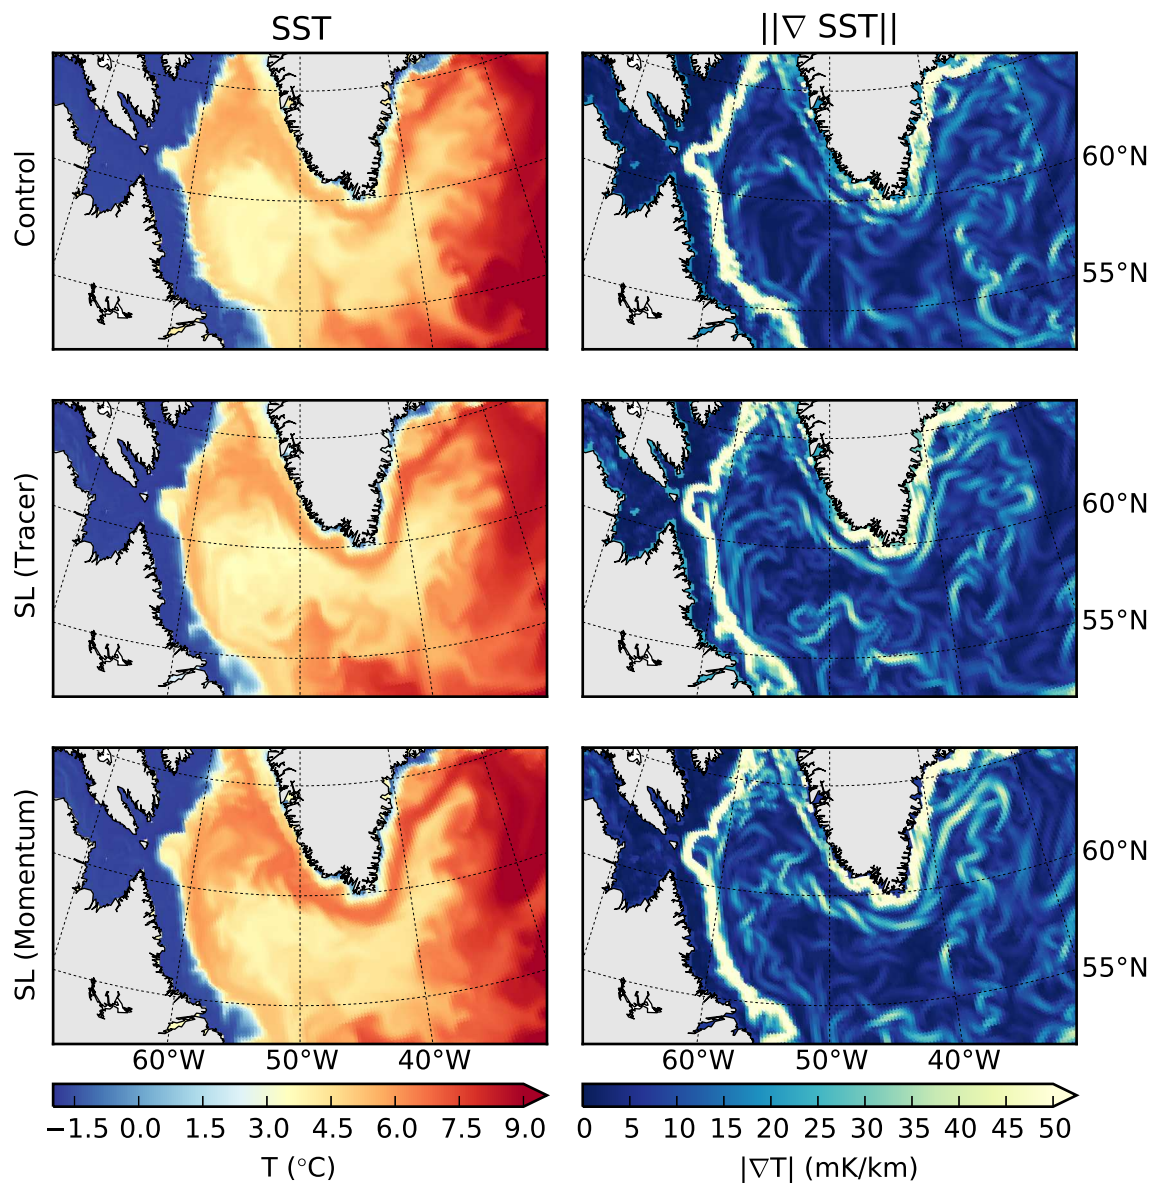 SST
||∇ SST||
Control
60°N
55°N
SL (Tracer)
60°N
55°N
SL (Momentum)
60°N
55°N
60°W 50°W 40°W
60°W 50°W 40°W
−1.5 0.0 1.5 3.0 4.5 6.0 7.5 9.0
0 5 10 15 20 25 30 35 40 45 50
T (°C)
|∇T| (mK/km)